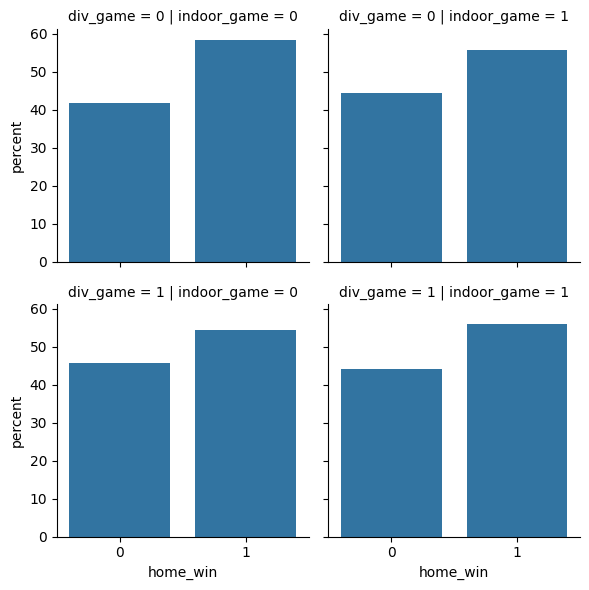 div_game = 0 | indoor_game = 0
div_game = 0 | indoor_game = 1
60
50
40
30
20
10
0
percent
div_game = 1 | indoor_game = 0
div_game = 1 | indoor_game = 1
60
50
40
30
20
10
0
percent
0 1
0 1
home_win
home_win